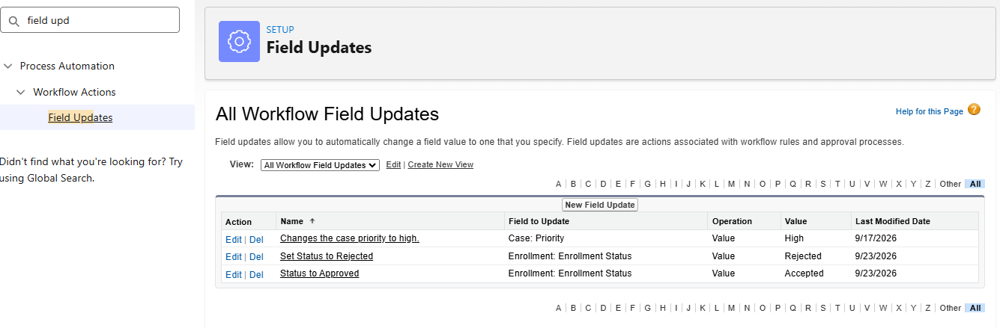 field upd
Process Automation
Workflow Actions
Field Updates
Didn't find what you're looking for? Try
using Global Search.
SETUP
Field Updates
All Workflow Field Updates
Help for this Page ?
Field updates allow you to automatically change a field value to one that you specify. Field updates are actions associated with workflow rules and approval processes.
View: All Workflow Field Updates Edit | Create New View
A | B | C | D | E | F | G | H | I | J | K | L | M | N | O | P | Q | R | S | T | U | V | W | X | Y | Z | Other | All
New Field Update
Action Name ↑ Field to Update Operation Value Last Modified Date
Edit | Del Changes the case priority to high. Case: Priority Value High 9/17/2026
Edit | Del Set Status to Rejected Enrollment: Enrollment Status Value Rejected 9/23/2026
Edit | Del Status to Approved Enrollment: Enrollment Status Value Accepted 9/23/2026
A | B | C | D | E | F | G | H | I | J | K | L | M | N | O | P | Q | R | S | T | U | V | W | X | Y | Z | Other | All